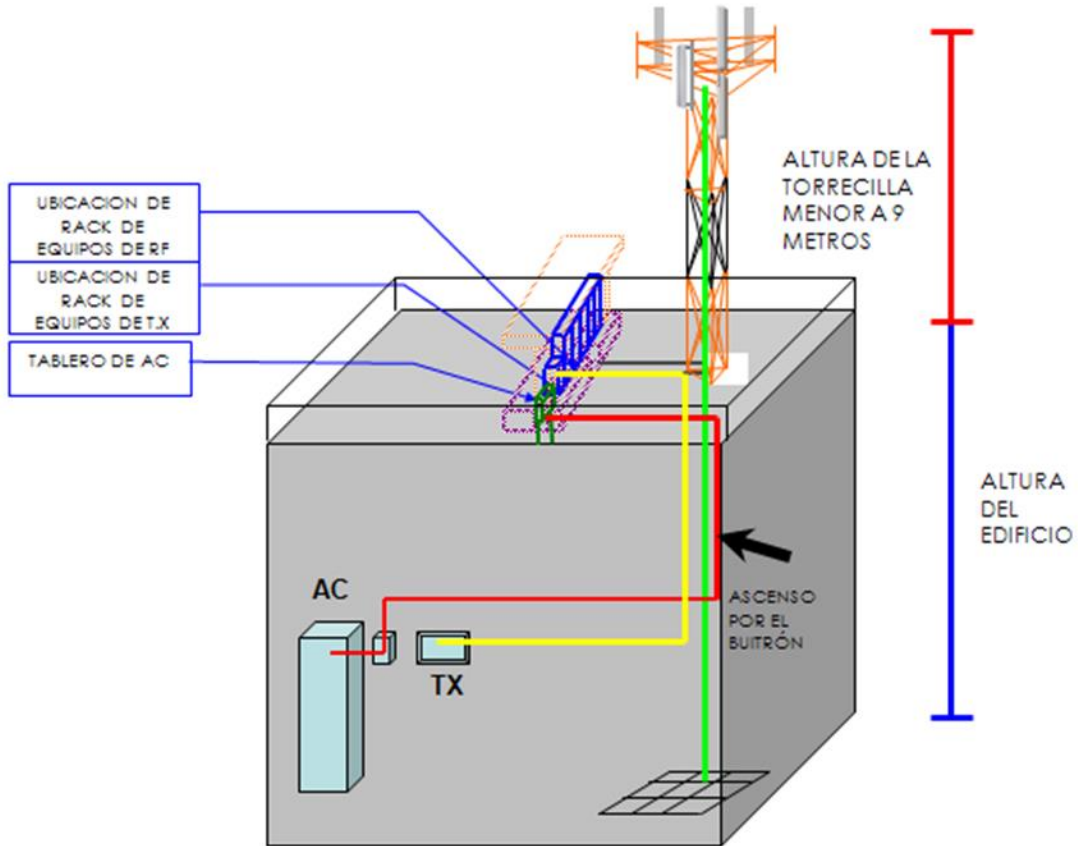 UBICACION DE
RACK DE
EQUIPOS DE RF
UBICACION DE
RACK DE
EQUIPOS DE T.X
TABLERO DE AC
ALTURA DE LA
TORRECILLA
MENOR A 9
METROS
ALTURA
DEL
EDIFICIO
ASCENSO
POR EL
BUITRÓN
AC
TX